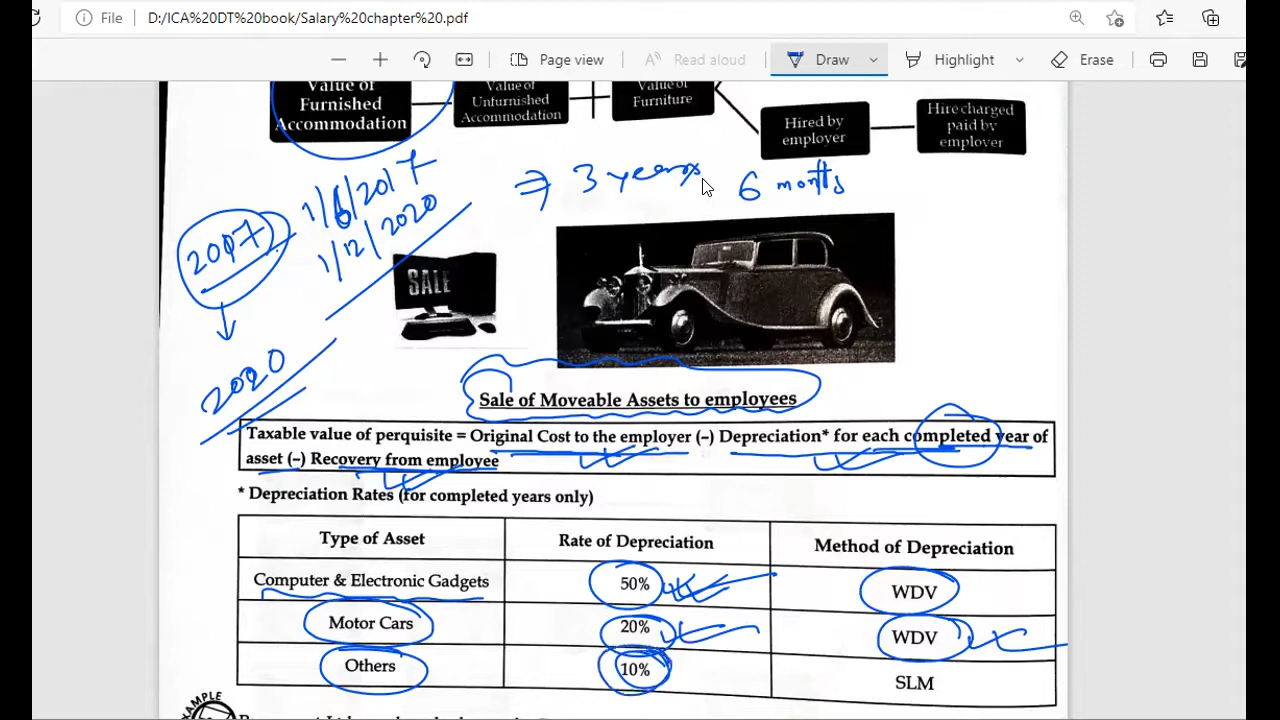 File D:/ICA%20DT%20book/Salary%20chapter%20.pdf
Page view Read aloud Draw Highlight Erase
Value of
Furnished
Accommodation
Value of
Unfurnished
Accommodation
Value of
Furniture
Hired by
employer
Hire charged
paid by
employer
1/6/2017
1/12/2020
⇒ 3 years 6 months
2017
2020
SALE
Sale of Moveable Assets to employees
Taxable value of perquisite = Original Cost to the employer (-) Depreciation* for each completed year of
asset (-) Recovery from employee
* Depreciation Rates (for completed years only)
Type of Asset Rate of Depreciation Method of Depreciation
Computer & Electronic Gadgets 50% WDV
Motor Cars 20% WDV
Others 10% SLM
EXAMPLE